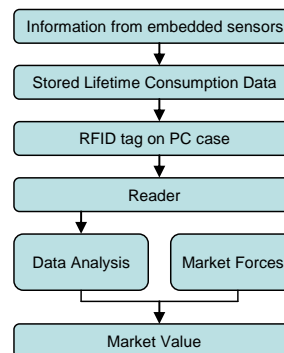 Information from embedded sensors
Stored Lifetime Consumption Data
RFID tag on PC case
Reader
Data Analysis
Market Forces
Market Value